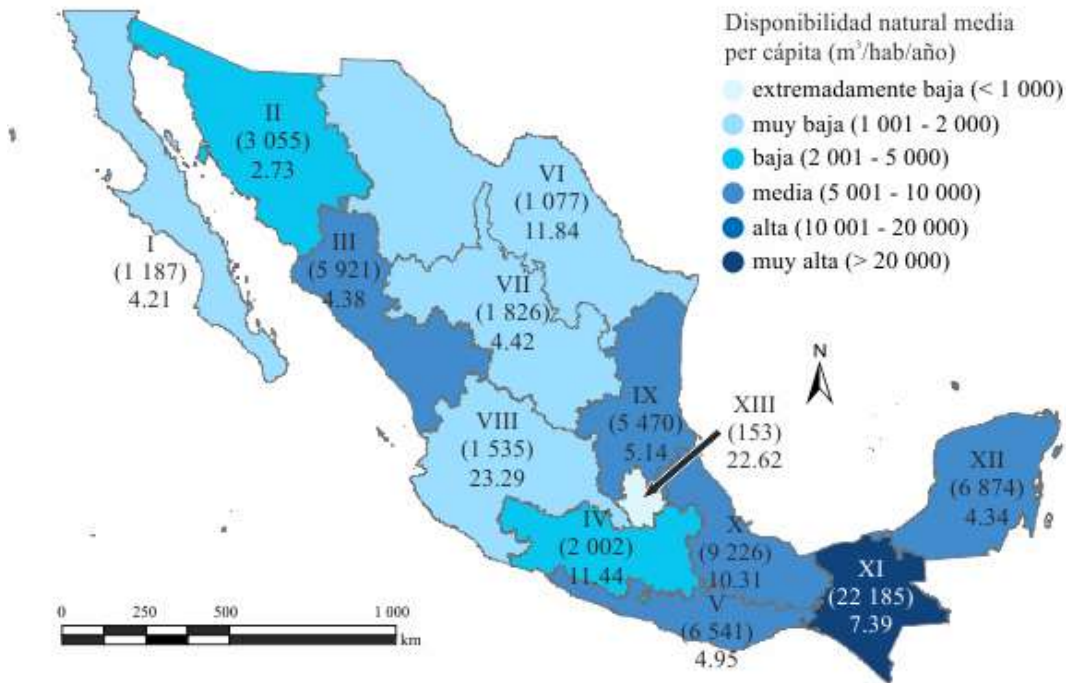 Disponibilidad natural media
per cápita (m³/hab/año)
extremadamente baja (< 1 000)
muy baja (1 001 - 2 000)
baja (2 001 - 5 000)
media (5 001 - 10 000)
alta (10 001 - 20 000)
muy alta (> 20 000)
II
(3 055)
2.73
VI
(1 077)
11.84
I
(1 187)
4.21
III
(5 921)
4.38
VII
(1 826)
4.42
N
VIII
(1 535)
23.29
IX
(5 470)
5.14
XIII
(153)
22.62
XII
(6 874)
4.34
IV
(2 002)
11.44
X
(9 226)
10.31
XI
(22 185)
7.39
V
(6 541)
4.95
0 250 500 1 000
km